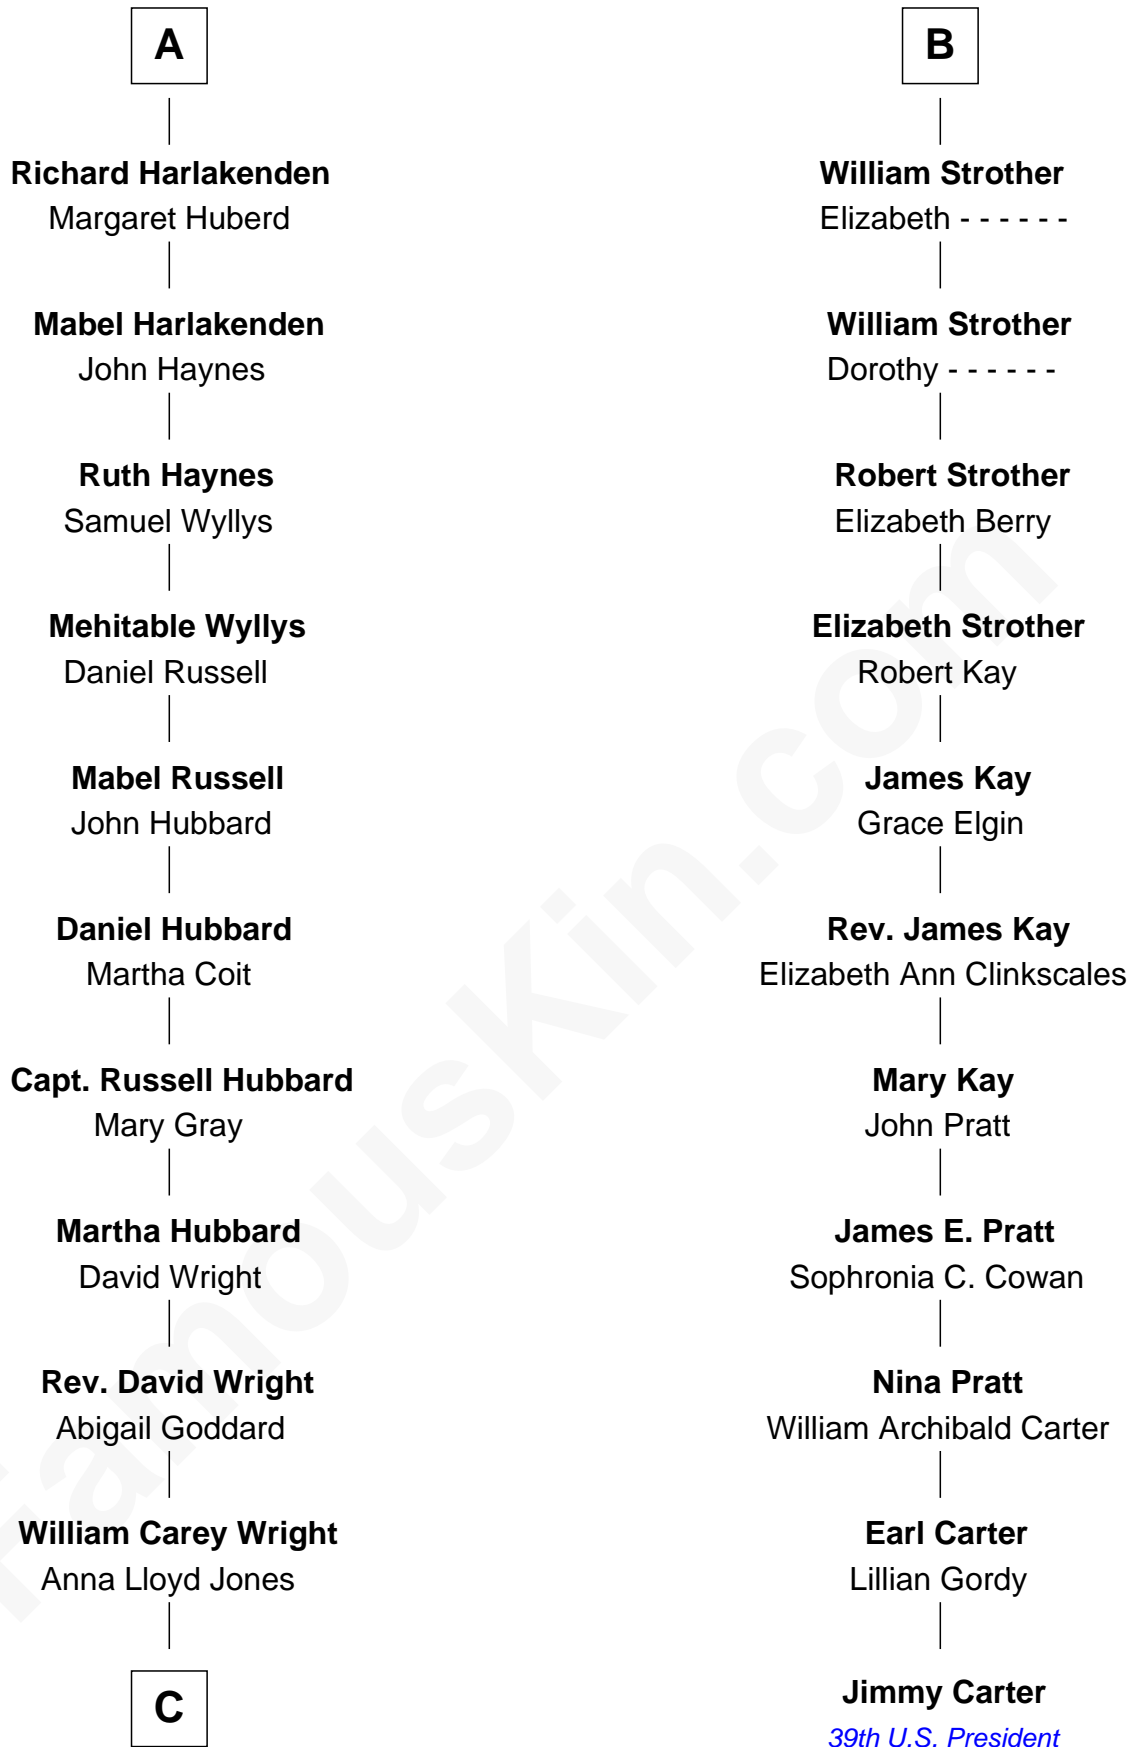 A
Richard Harlakenden
Margaret Huberd
Mabel Harlakenden
John Haynes
Ruth Haynes
Samuel Wyllys
Mehitable Wyllys
Daniel Russell
Mabel Russell
John Hubbard
Daniel Hubbard
Martha Coit
Capt. Russell Hubbard
Mary Gray
Martha Hubbard
David Wright
Rev. David Wright
Abigail Goddard
William Carey Wright
Anna Lloyd Jones
C
B
William Strother
Elizabeth - - - - - -
William Strother
Dorothy - - - - - -
Robert Strother
Elizabeth Berry
Elizabeth Strother
Robert Kay
James Kay
Grace Elgin
Rev. James Kay
Elizabeth Ann Clinkscales
Mary Kay
John Pratt
James E. Pratt
Sophronia C. Cowan
Nina Pratt
William Archibald Carter
Earl Carter
Lillian Gordy
Jimmy Carter
39th U.S. President
FamousKin.com